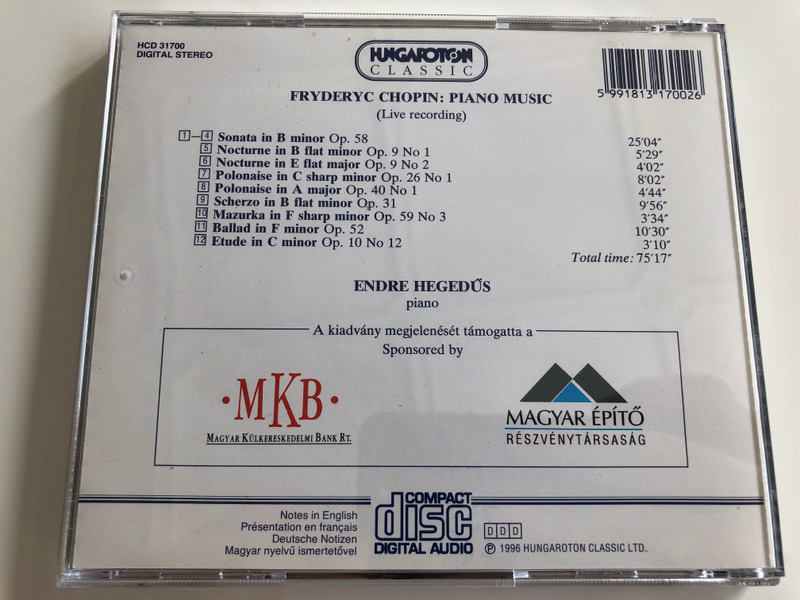 HCD 31700
DIGITAL STEREO
HUNGAROTON
CLASSIC
5 991813 170026
FRYDERYC CHOPIN: PIANO MUSIC
(Live recording)
1–4 Sonata in B minor Op. 58 25′04″
5 Nocturne in B flat minor Op. 9 No 1 5′29″
6 Nocturne in E flat major Op. 9 No 2 4′02″
7 Polonaise in C sharp minor Op. 26 No 1 8′02″
8 Polonaise in A major Op. 40 No 1 4′44″
9 Scherzo in B flat minor Op. 31 9′56″
10 Mazurka in F sharp minor Op. 59 No 3 3′34″
11 Ballad in F minor Op. 52 10′30″
12 Etude in C minor Op. 10 No 12 3′10″
Total time: 75′17″
ENDRE HEGEDŰS
piano
A kiadvány megjelenését támogatta a
Sponsored by
·MKB·
MAGYAR KÜLKERESKEDELMI BANK RT.
MAGYAR ÉPÍTŐ
RÉSZVÉNYTÁRSASÁG
Notes in English
Présentation en français
Deutsche Notizen
Magyar nyelvű ismertetővel
COMPACT
disc
DIGITAL AUDIO
D D D
℗ 1996 HUNGAROTON CLASSIC LTD.